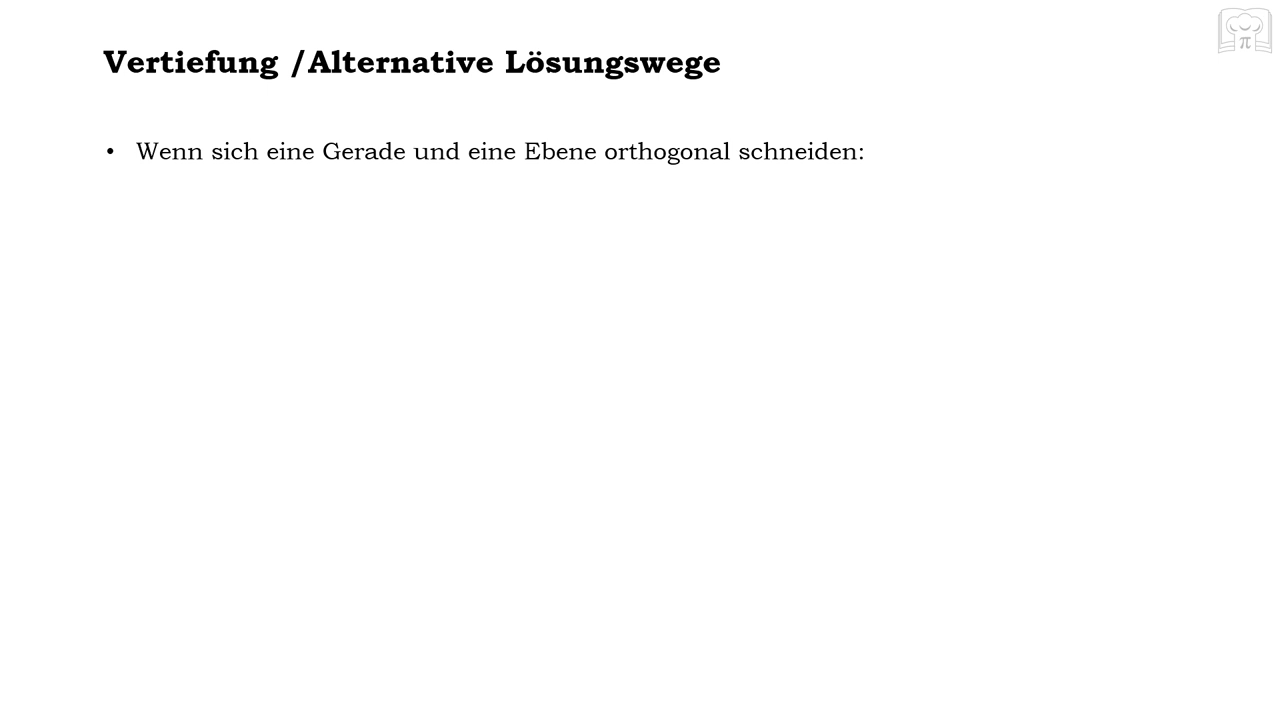 Vertiefung /Alternative Lösungswege
• Wenn sich eine Gerade und eine Ebene orthogonal schneiden:
π